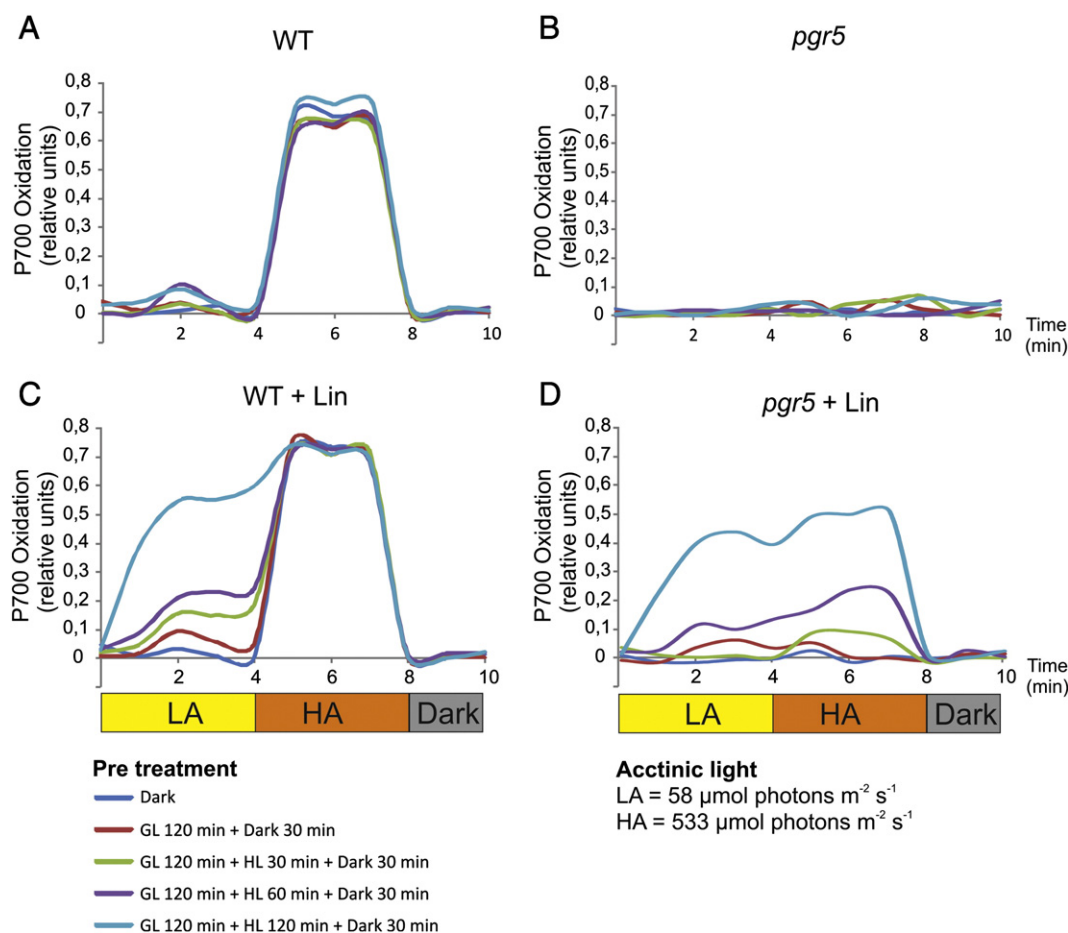 A
WT
P700 Oxidation
(relative units)
0,8
0,7
0,6
0,5
0,4
0,3
0,2
0,1
0
2
4
6
8
10
B
pgr5
P700 Oxidation
(relative units)
0,8
0,7
0,6
0,5
0,4
0,3
0,2
0,1
0
2
4
6
8
10
Time
(min)
C
WT + Lin
P700 Oxidation
(relative units)
0,8
0,7
0,6
0,5
0,4
0,3
0,2
0,1
0
2
4
6
8
10
LA
HA
Dark
D
pgr5 + Lin
P700 Oxidation
(relative units)
0,8
0,7
0,6
0,5
0,4
0,3
0,2
0,1
0
2
4
6
8
10
Time
(min)
LA
HA
Dark
Pre treatment
Dark
GL 120 min + Dark 30 min
GL 120 min + HL 30 min + Dark 30 min
GL 120 min + HL 60 min + Dark 30 min
GL 120 min + HL 120 min + Dark 30 min
Acctinic light
LA = 58 µmol photons m⁻² s⁻¹
HA = 533 µmol photons m⁻² s⁻¹